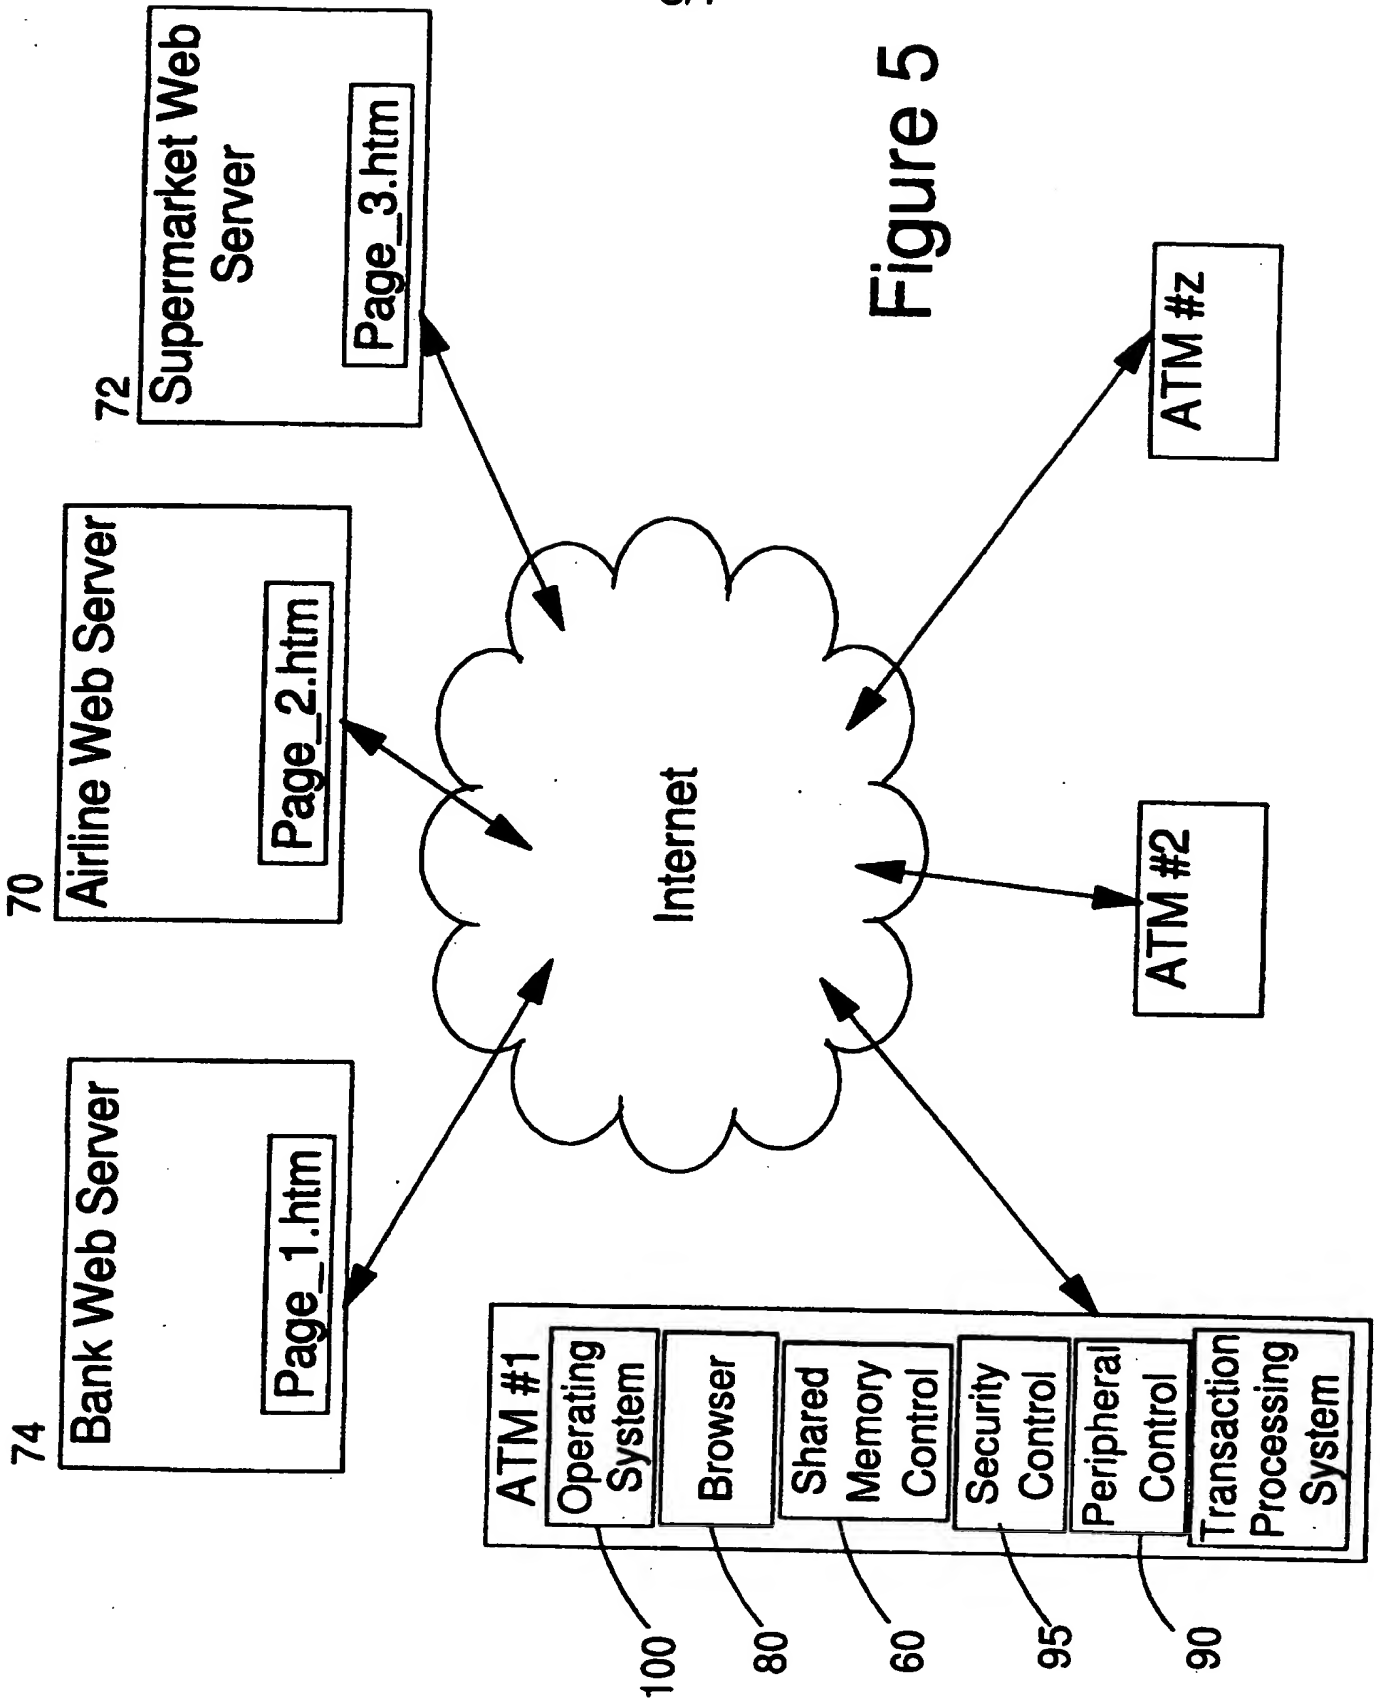 74
Bank Web Server
Page_1.htm
70
Airline Web Server
Page_2.htm
72
Supermarket Web
Server
Page_3.htm
Internet
ATM #1
Operating
System
Browser
Shared
Memory
Control
Security
Control
Peripheral
Control
Transaction
Processing
System
100
80
60
95
90
ATM #2
ATM #z
Figure 5